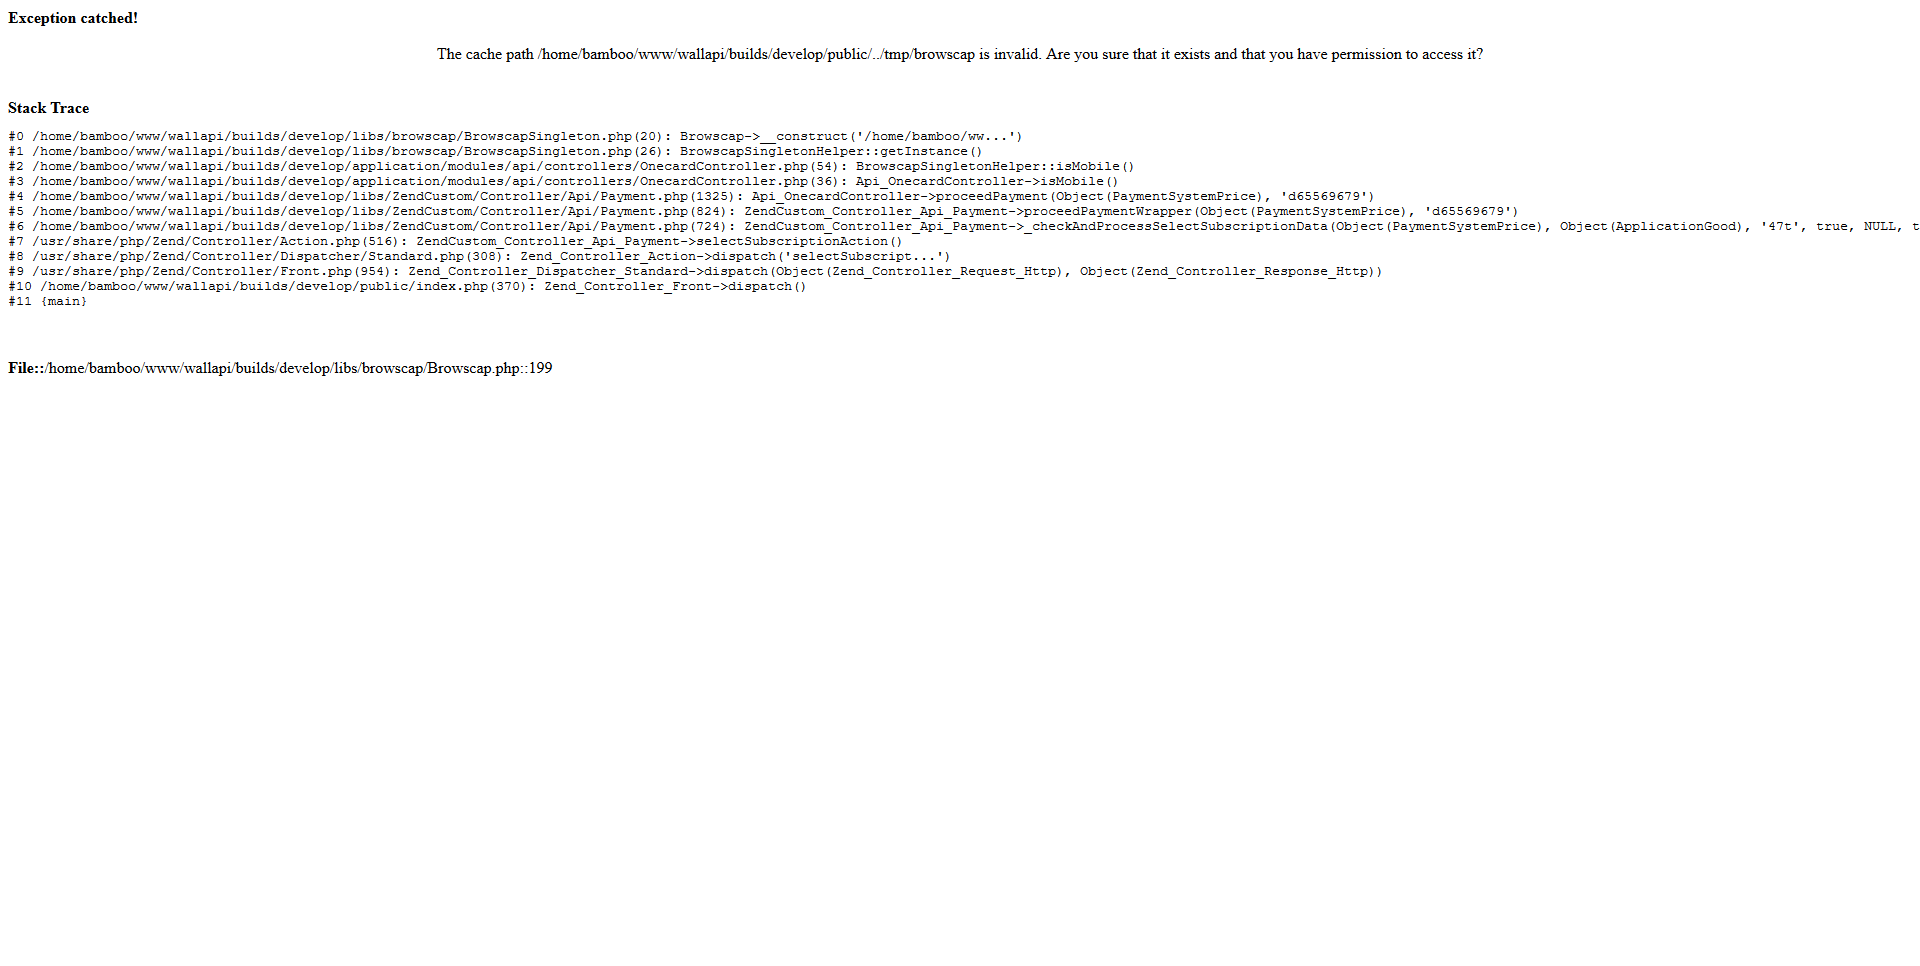 Exception catched!
The cache path /home/bamboo/www/wallapi/builds/develop/public/../tmp/browscap is invalid. Are you sure that it exists and that you have permission to access it?
Stack Trace
#0 /home/bamboo/www/wallapi/builds/develop/libs/browscap/BrowscapSingleton.php(20): Browscap->__construct('/home/bamboo/ww...')
#1 /home/bamboo/www/wallapi/builds/develop/libs/browscap/BrowscapSingleton.php(26): BrowscapSingletonHelper::getInstance()
#2 /home/bamboo/www/wallapi/builds/develop/application/modules/api/controllers/OnecardController.php(54): BrowscapSingletonHelper::isMobile()
#3 /home/bamboo/www/wallapi/builds/develop/application/modules/api/controllers/OnecardController.php(36): Api_OnecardController->isMobile()
#4 /home/bamboo/www/wallapi/builds/develop/libs/ZendCustom/Controller/Api/Payment.php(1325): Api_OnecardController->proceedPayment(Object(PaymentSystemPrice), 'd65569679')
#5 /home/bamboo/www/wallapi/builds/develop/libs/ZendCustom/Controller/Api/Payment.php(824): ZendCustom_Controller_Api_Payment->proceedPaymentWrapper(Object(PaymentSystemPrice), 'd65569679')
#6 /home/bamboo/www/wallapi/builds/develop/libs/ZendCustom/Controller/Api/Payment.php(724): ZendCustom_Controller_Api_Payment->_checkAndProcessSelectSubscriptionData(Object(PaymentSystemPrice), Object(ApplicationGood), '47t', true, NULL, t
#7 /usr/share/php/Zend/Controller/Action.php(516): ZendCustom_Controller_Api_Payment->selectSubscriptionAction()
#8 /usr/share/php/Zend/Controller/Dispatcher/Standard.php(308): Zend_Controller_Action->dispatch('selectSubscript...')
#9 /usr/share/php/Zend/Controller/Front.php(954): Zend_Controller_Dispatcher_Standard->dispatch(Object(Zend_Controller_Request_Http), Object(Zend_Controller_Response_Http))
#10 /home/bamboo/www/wallapi/builds/develop/public/index.php(370): Zend_Controller_Front->dispatch()
#11 {main}
File::/home/bamboo/www/wallapi/builds/develop/libs/browscap/Browscap.php::199